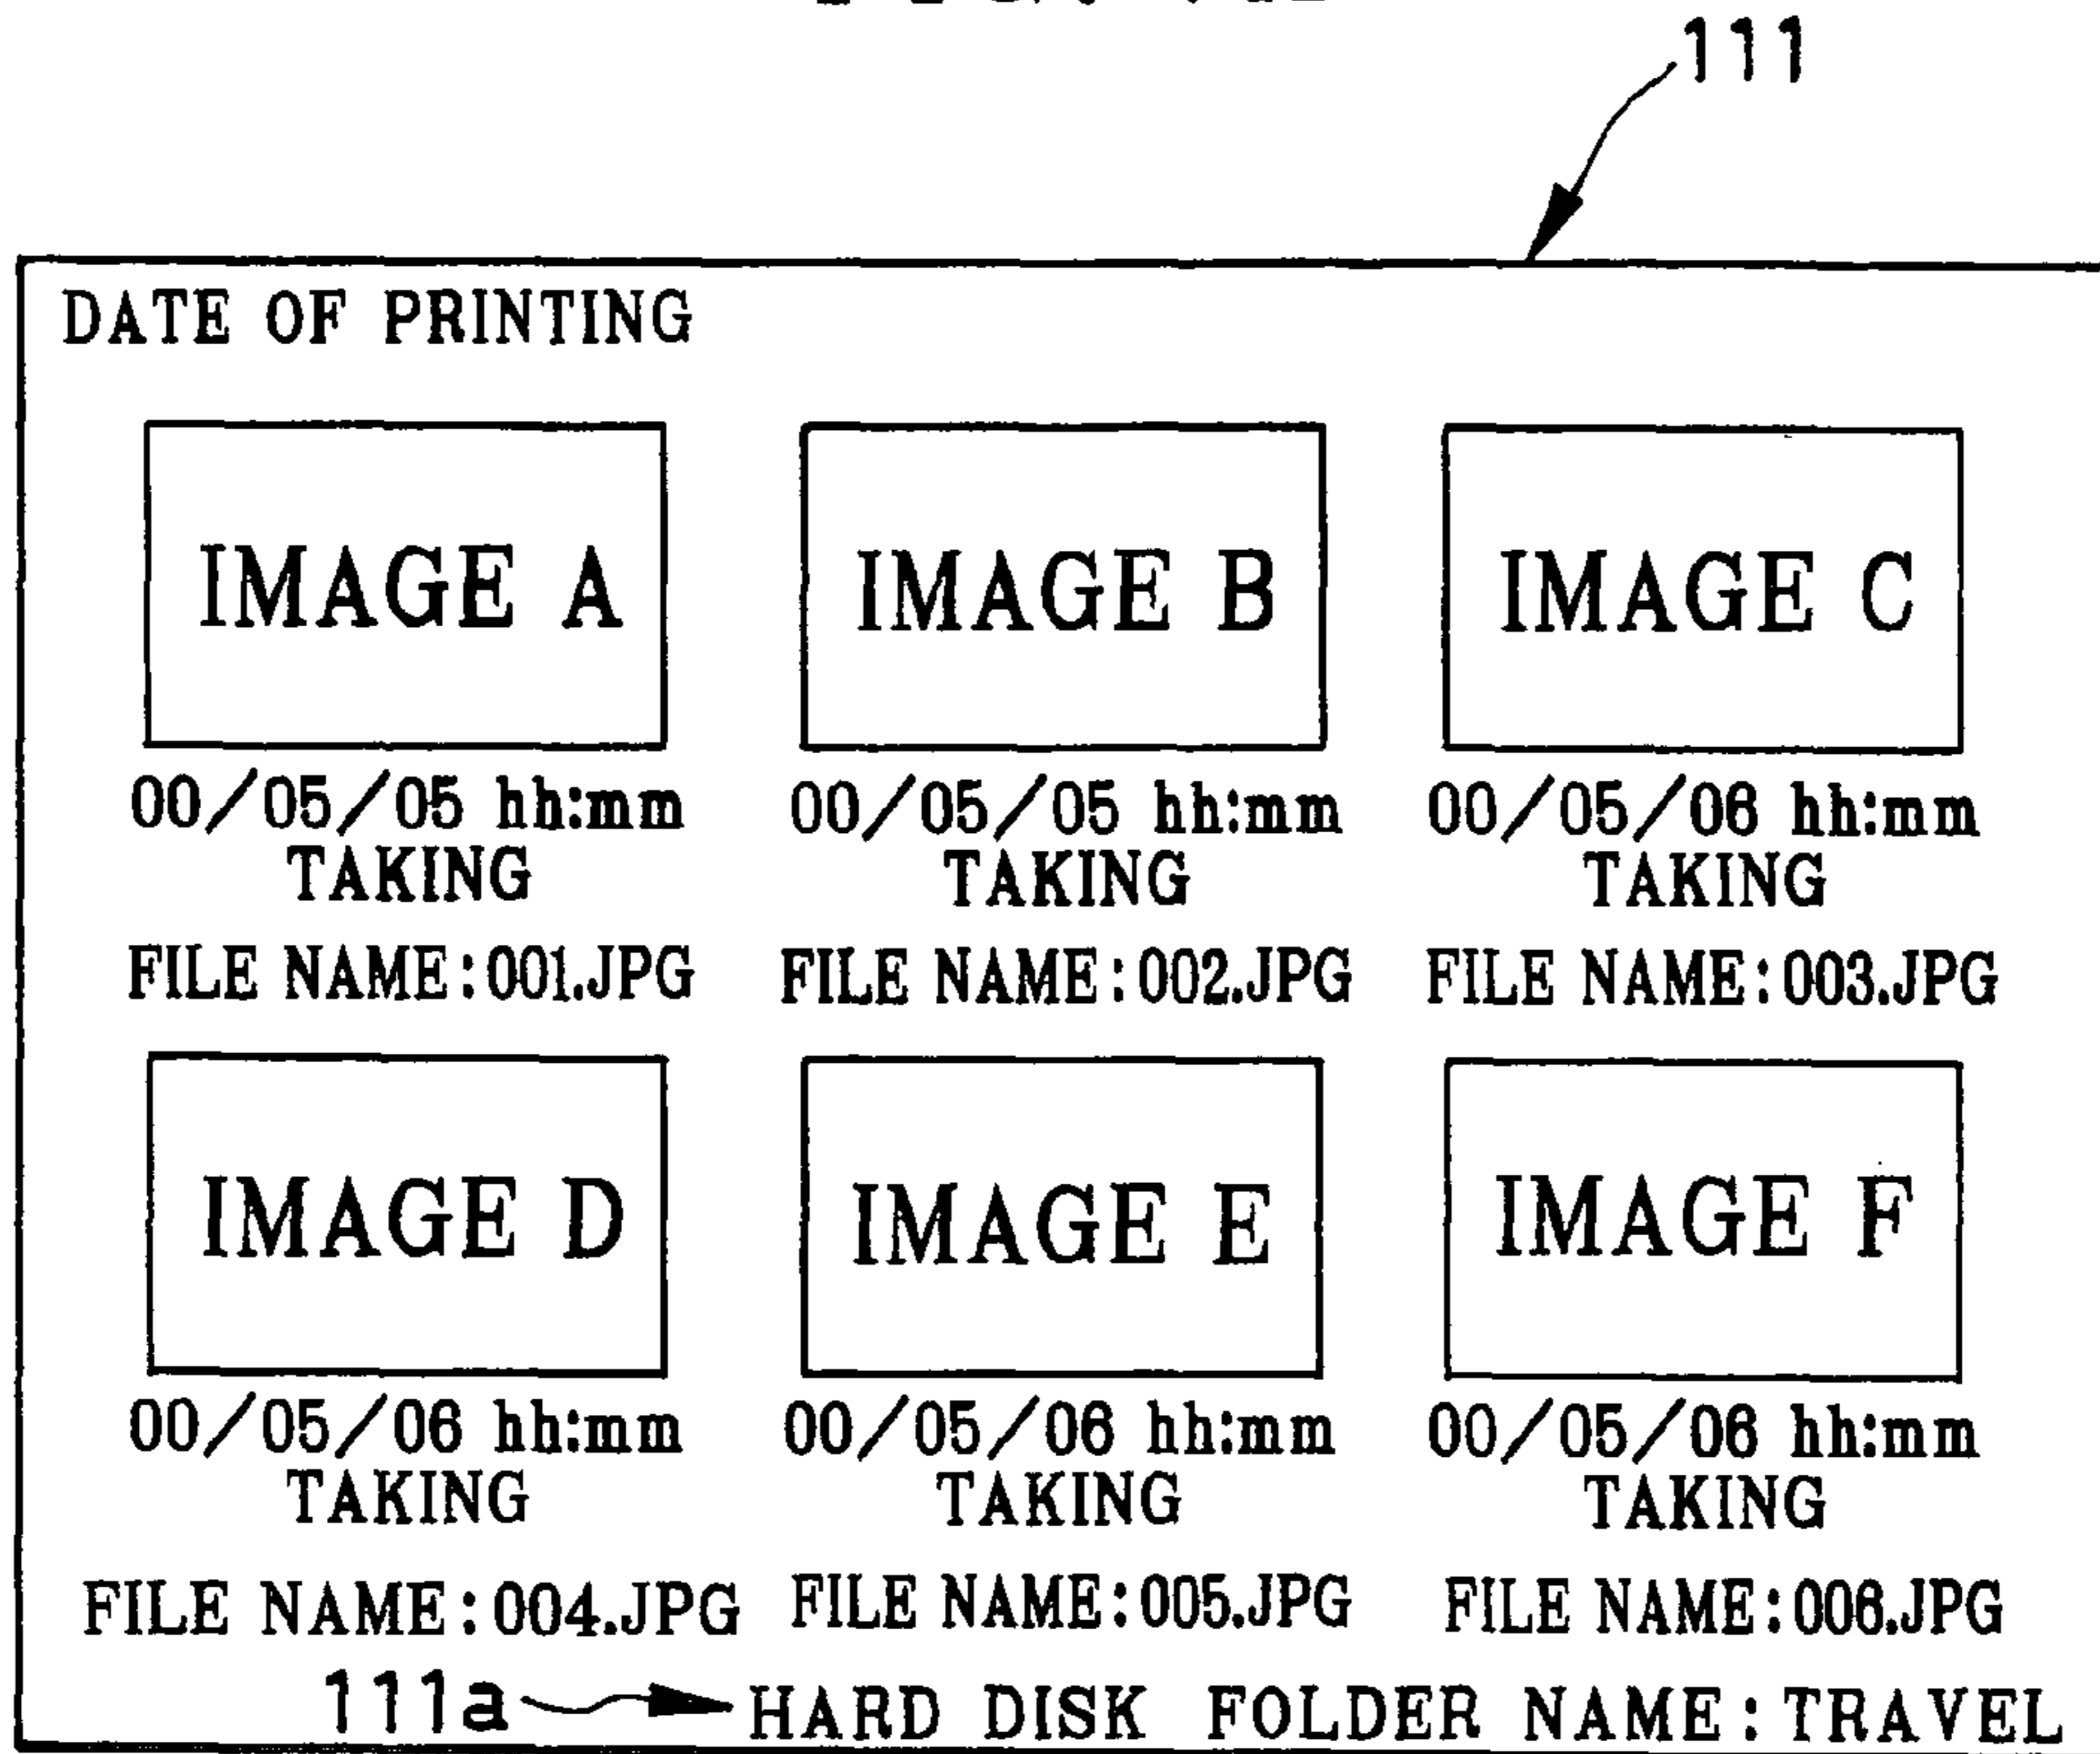 111
DATE OF PRINTING
IMAGE A IMAGE B IMAGE C
00/05/05 hh:mm 00/05/05 hh:mm 00/05/06 hh:mm
TAKING TAKING TAKING
FILE NAME:001.JPG FILE NAME:002.JPG FILE NAME:003.JPG
IMAGE D IMAGE E IMAGE F
00/05/06 hh:mm 00/05/06 hh:mm 00/05/06 hh:mm
TAKING TAKING TAKING
FILE NAME:004.JPG FILE NAME:005.JPG FILE NAME:006.JPG
111a HARD DISK FOLDER NAME:TRAVEL